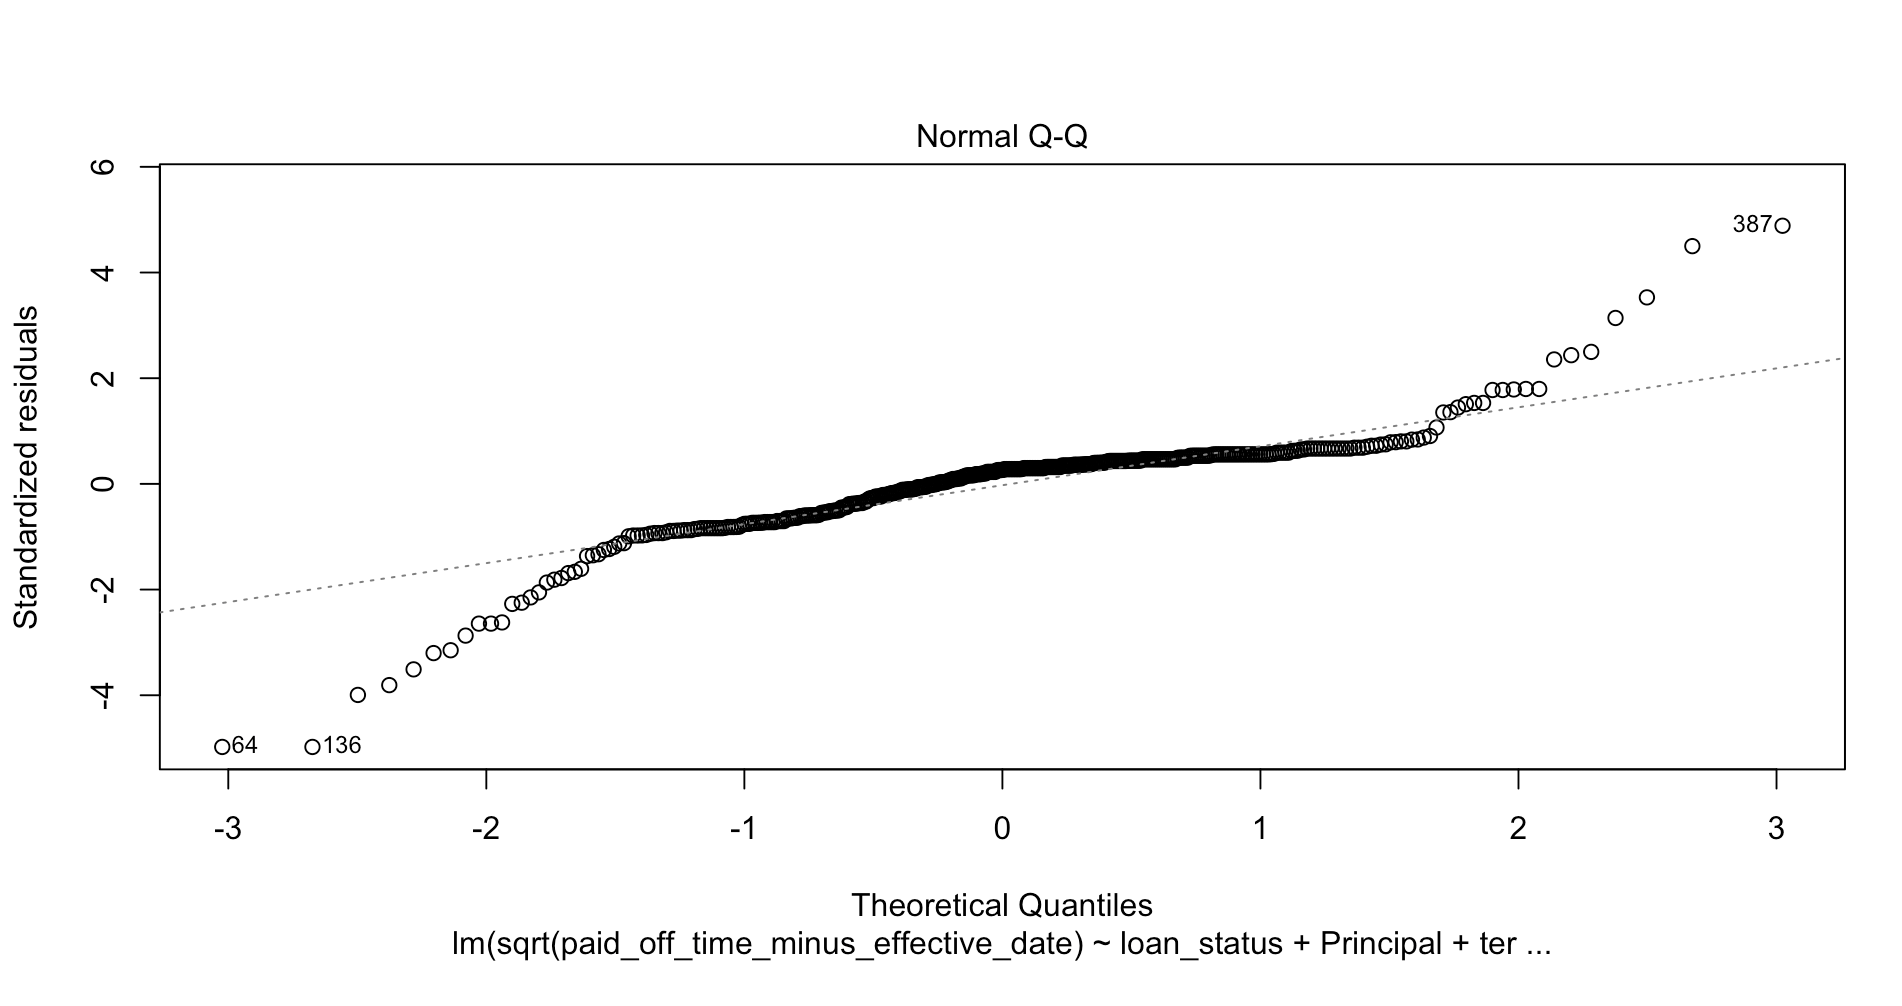 Normal Q-Q
Standardized residuals
6
4
2
0
-2
-4
387
64
136
-3 -2 -1 0 1 2 3
Theoretical Quantiles
lm(sqrt(paid_off_time_minus_effective_date) ~ loan_status + Principal + ter ...